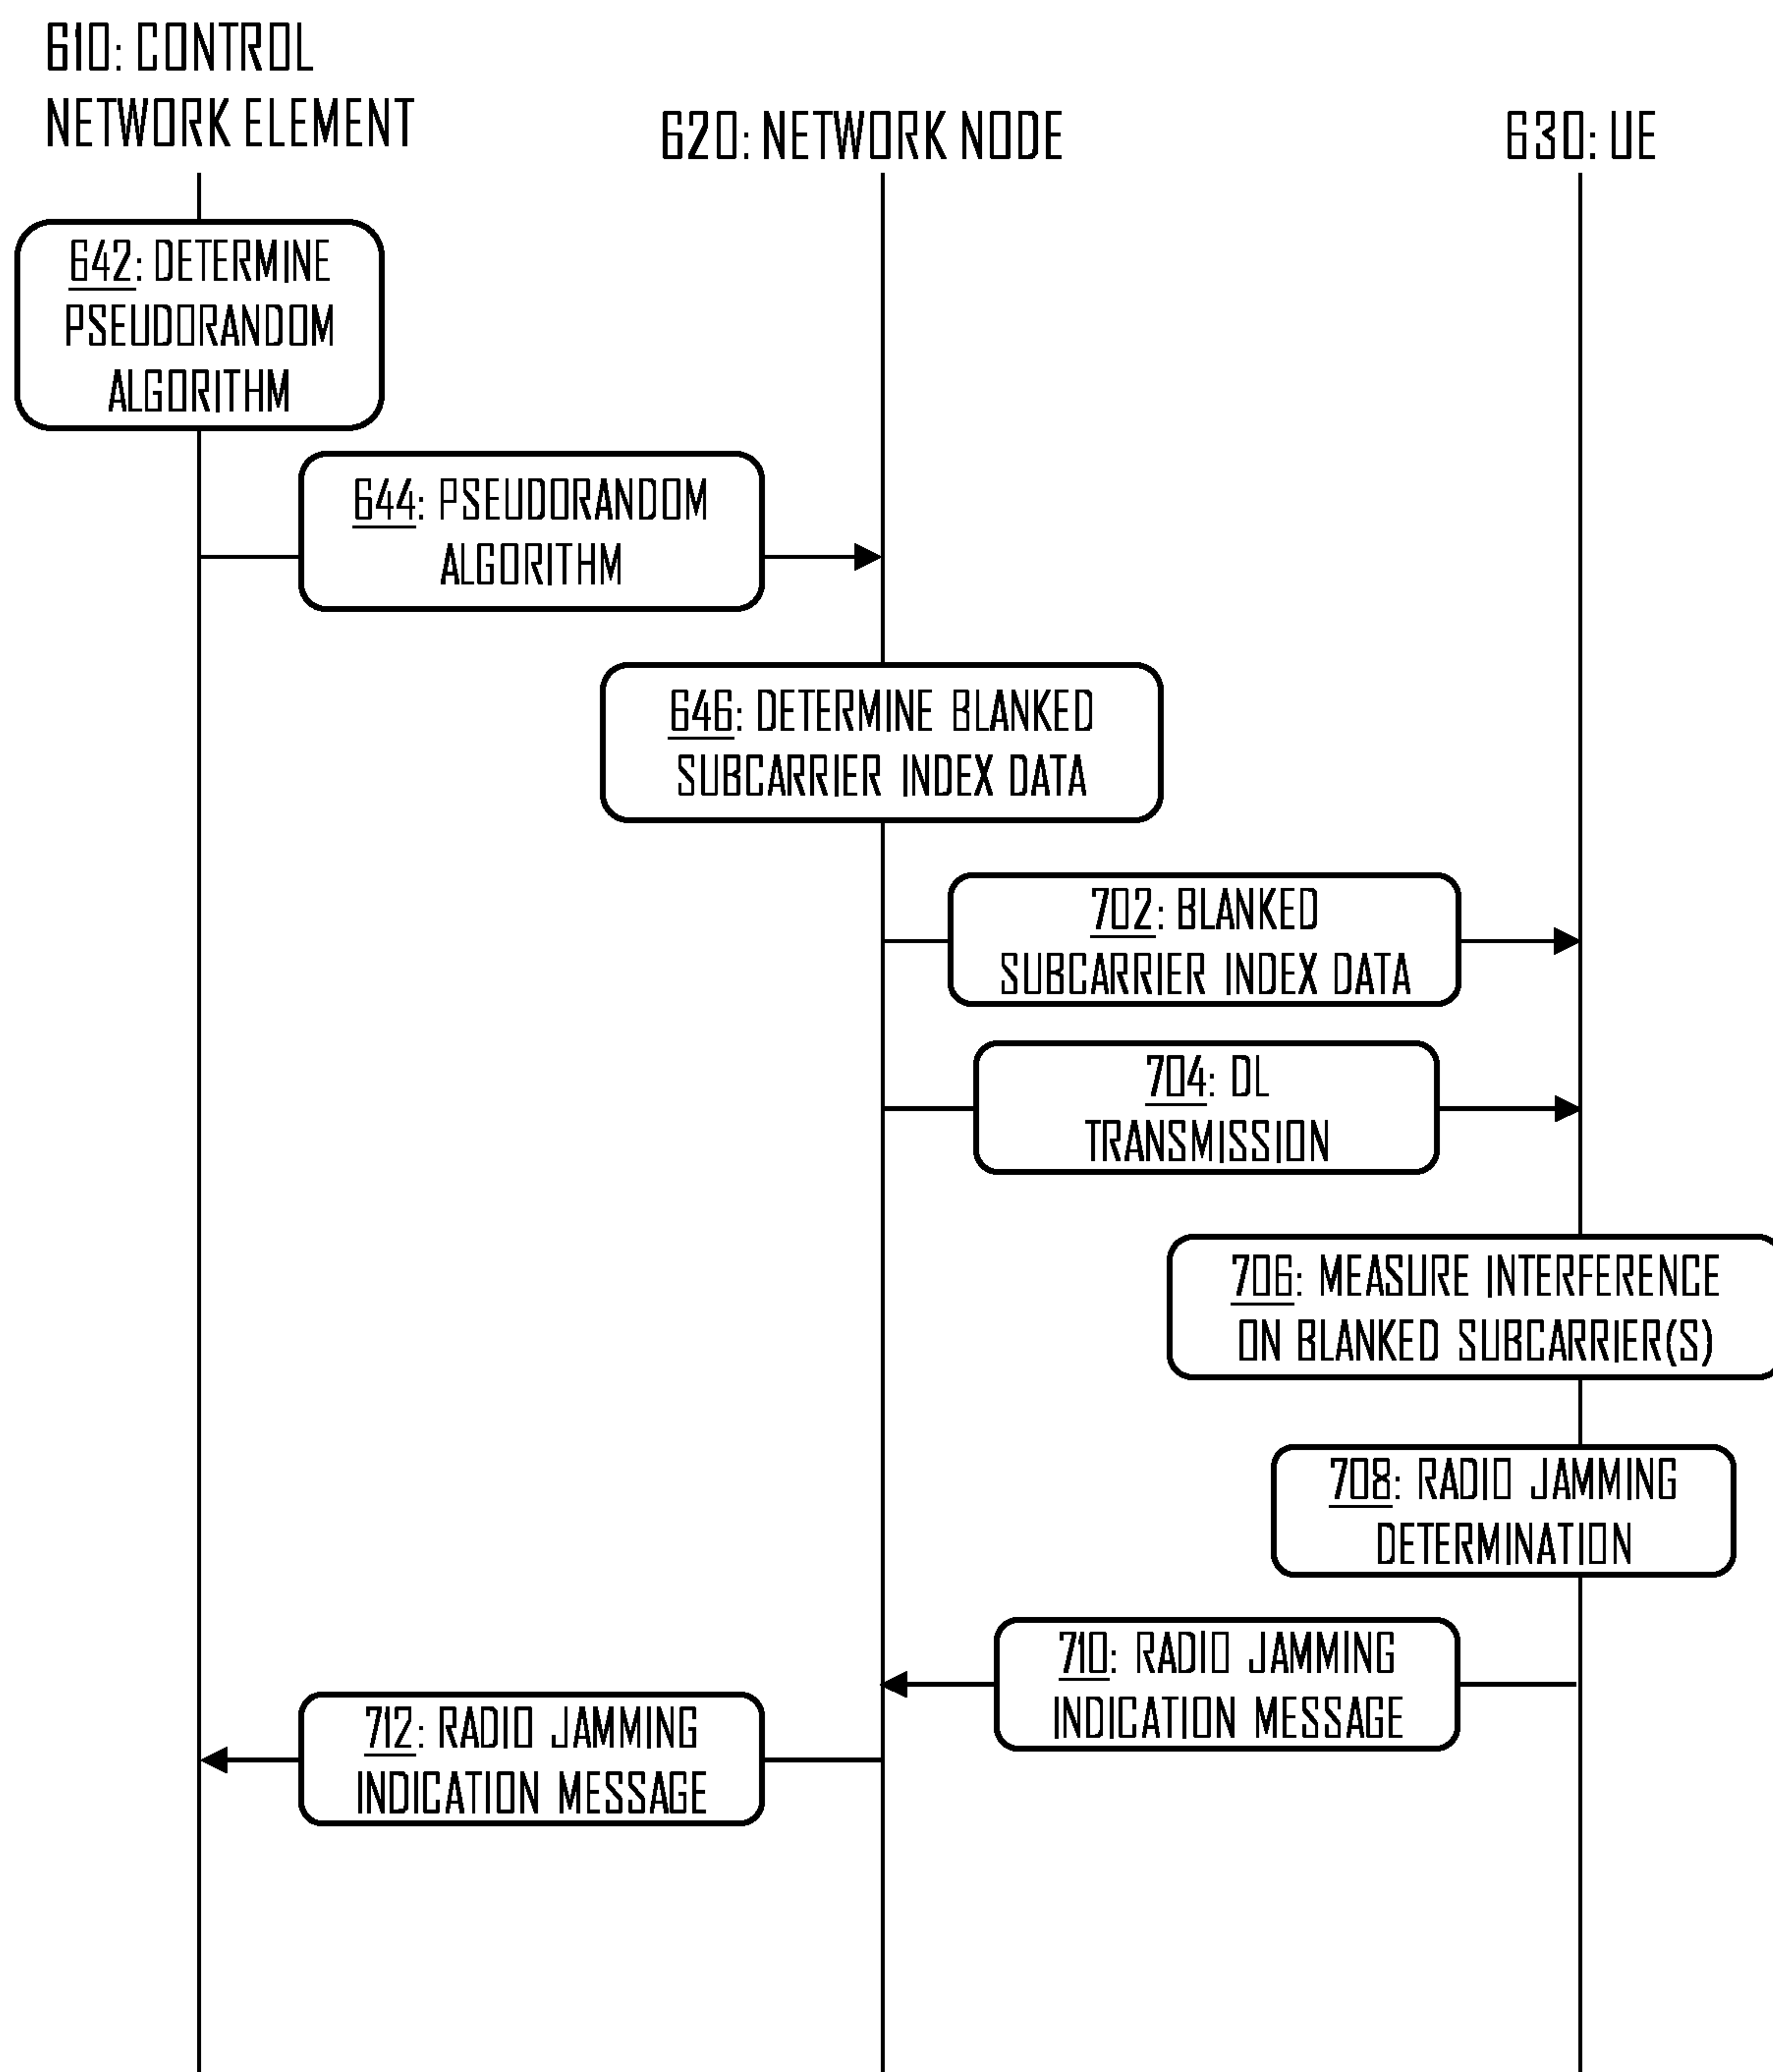 610: CONTROL
NETWORK ELEMENT
620: NETWORK NODE
630: UE
642: DETERMINE
PSEUDORANDOM
ALGORITHM
644: PSEUDORANDOM
ALGORITHM
646: DETERMINE BLANKED
SUBCARRIER INDEX DATA
702: BLANKED
SUBCARRIER INDEX DATA
704: DL
TRANSMISSION
706: MEASURE INTERFERENCE
ON BLANKED SUBCARRIER(S)
708: RADIO JAMMING
DETERMINATION
710: RADIO JAMMING
INDICATION MESSAGE
712: RADIO JAMMING
INDICATION MESSAGE